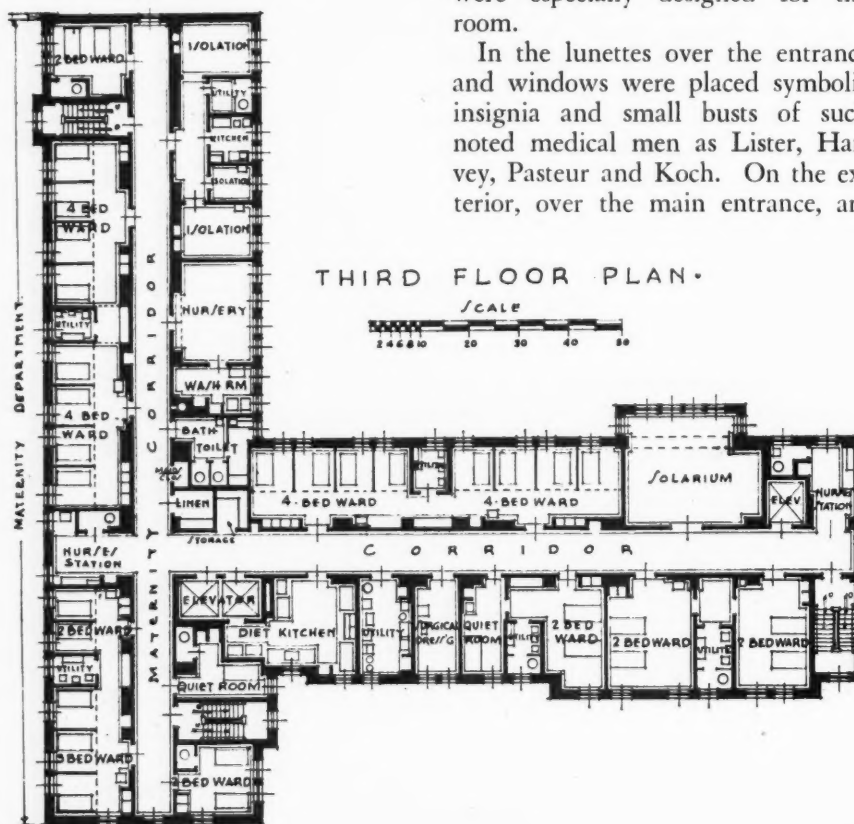 were especially designed for
room.
In the lunettes over the entranc
and windows were placed symboli
insignia and small busts of suc
noted medical men as Lister, Har-
vey, Pasteur and Koch. On the ex-
terior, over the main entrance, an
THIRD FLOOR PLAN.
SCALE
2 4 6 8 10 20 30 40 50
MATERNITY DEPARTMENT.
2 BED WARD
ISOLATION
UTILITY
KITCHEN
ISOLATION
4 BED
WARD
ISOLATION
NURSERY
UTILITY
WASH RM
4 BED
WARD
BATH
TOILET
LINEN
STORAGE
MATERNITY CORRIDOR
NURSES
STATION
ELEVATOR
2 BED WARD
UTILITY
QUIET ROOM
3 BED WARD
2 BED WARD
4-BED WARD
UTILITY
4-BED WARD
SOLARIUM
ELEV.
NURSES
STATION
CORRIDOR
DIET KITCHEN
UTILITY
SURGICAL
DRESS'G
QUIET
ROOM
UTILITY
2 BED
WARD
2 BED WARD
UTILITY
2 BED WARD